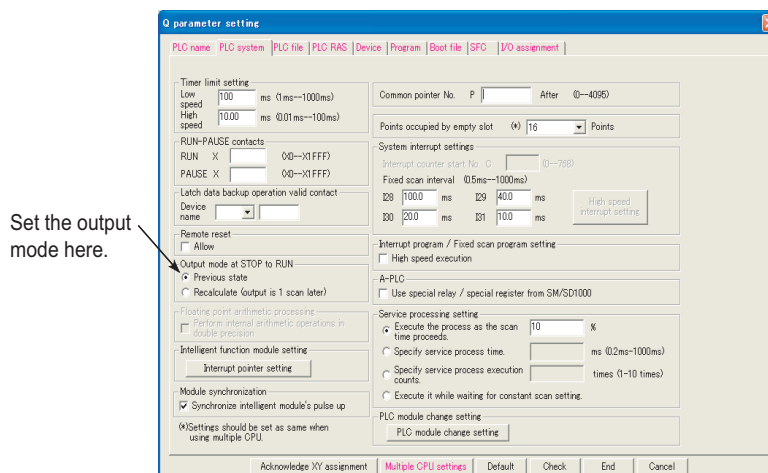 Q parameter setting
PLC name PLC system PLC file PLC RAS Device Program Boot file SFC I/O assignment
Timer limit setting
Low speed 100 ms (1ms--1000ms)
High speed 10.00 ms (0.01ms--100ms)
RUN-PAUSE contacts
RUN X (X0--X1FFF)
PAUSE X (X0--X1FFF)
Latch data backup operation valid contact
Device name
Remote reset
Allow
Output mode at STOP to RUN
Previous state
Recalculate (output is 1 scan later)
Set the output
mode here.
Floating point arithmetic processing
Perform internal arithmetic operations in
double precision
Intelligent function module setting
Interrupt pointer setting
Module synchronization
Synchronize intelligent module's pulse up
(*)Settings should be set as same when
using multiple CPU.
Common pointer No. P After (0--4095)
Points occupied by empty slot (*) 16 Points
System interrupt settings
Interrupt counter start No. C (0--768)
Fixed scan interval (0.5ms--1000ms)
I28 100.0 ms I29 40.0 ms
I30 20.0 ms I31 10.0 ms
High speed
interrupt setting
Interrupt program / Fixed scan program setting
High speed execution
A-PLC
Use special relay / special register from SM/SD1000
Service processing setting
Execute the process as the scan
time proceeds. 10 %
Specify service process time. ms (0.2ms-1000ms)
Specify service process execution
counts. times (1-10 times)
Execute it while waiting for constant scan setting.
PLC module change setting
PLC module change setting
Acknowledge XY assignment Multiple CPU settings Default Check End Cancel